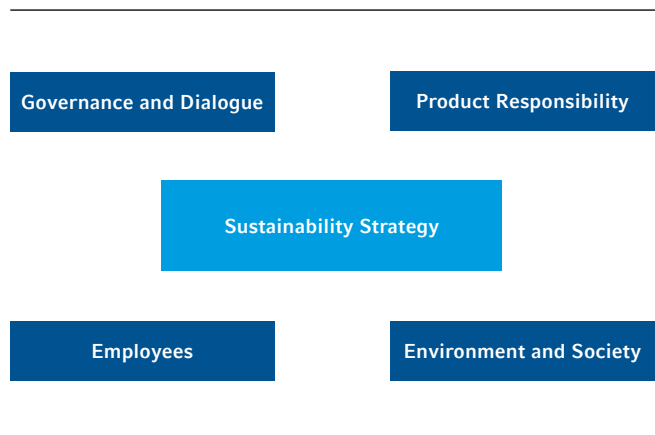 Governance and Dialogue
Product Responsibility
Sustainability Strategy
Employees
Environment and Society